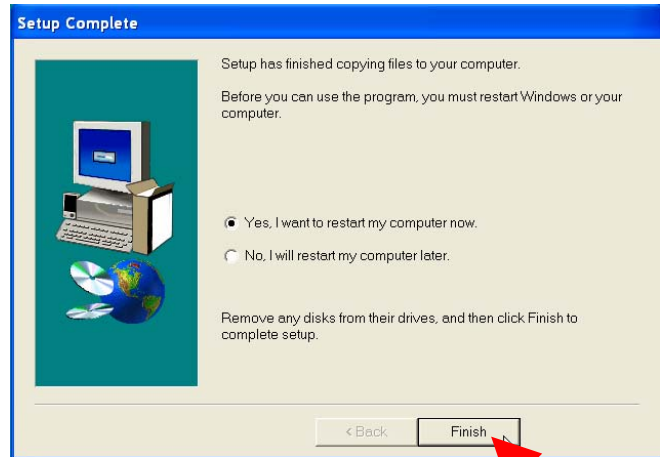 Setup Complete
Setup has finished copying files to your computer.
Before you can use the program, you must restart Windows or your
computer.
Yes, I want to restart my computer now.
No, I will restart my computer later.
Remove any disks from their drives, and then click Finish to
complete setup.
< Back
Finish